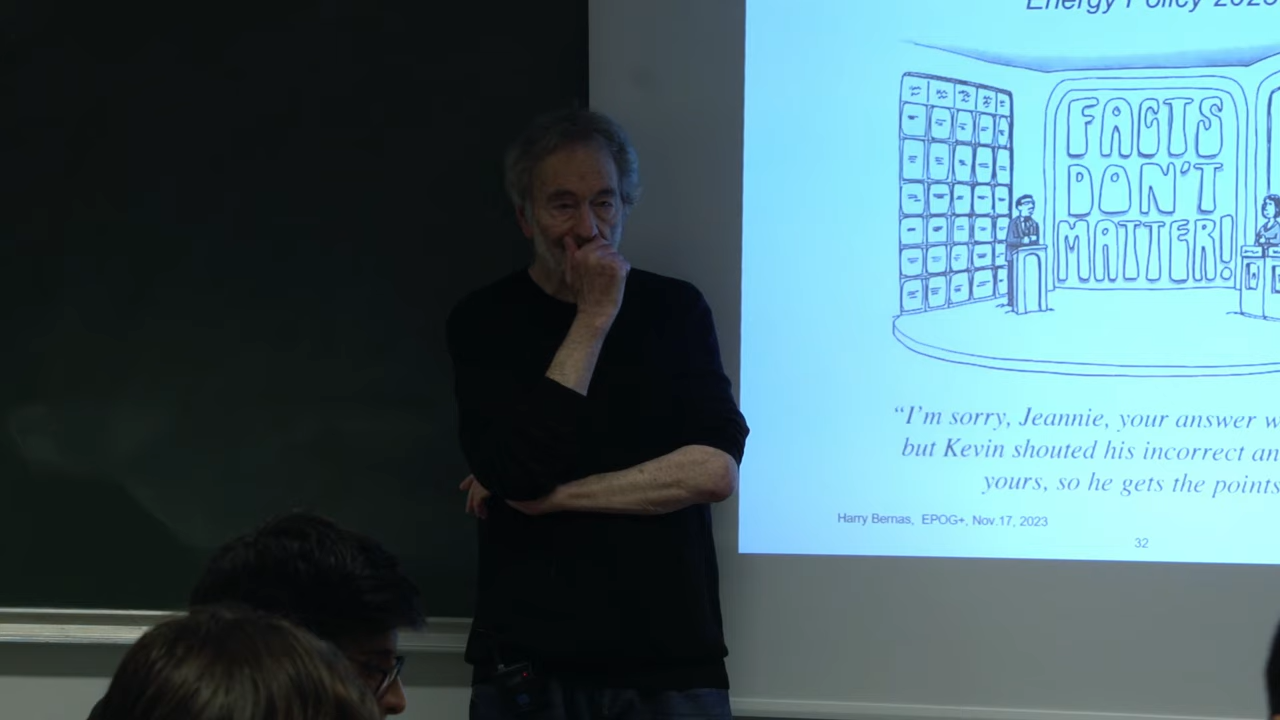 Energy Policy 2023
FACTS
DON'T
MATTER!
"I'm sorry, Jeannie, your answer
but Kevin shouted his incorrect
yours, so he gets the points
Harry Bernas, EPOG+, Nov.17, 2023
32